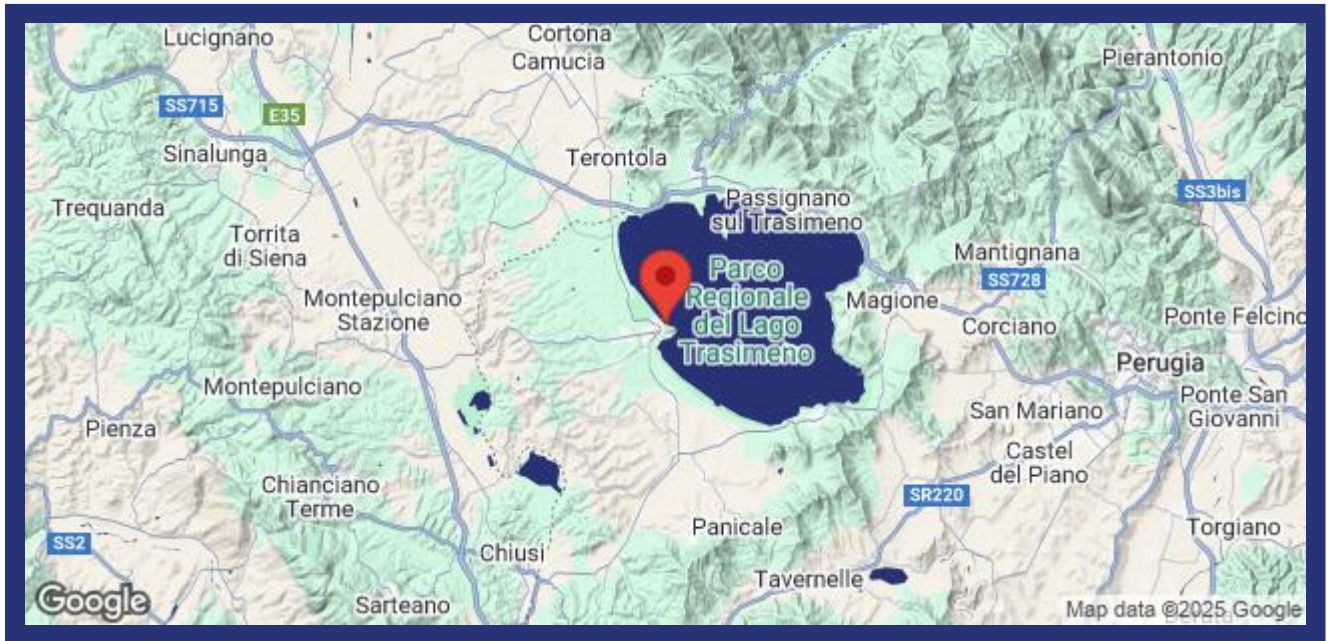 Lucignano
Cortona
Camucia
Pierantonio
SS715
E35
Sinalunga
Terontola
SS3bis
Trequanda
Passignano
sul Trasimeno
Torrita
di Siena
Mantignana
Parco
Regionale
del Lago
Trasimeno
SS728
Montepulciano
Stazione
Magione
Corciano
Ponte Felcino
Perugia
Montepulciano
Ponte San
Giovanni
Pienza
San Mariano
Castel
del Piano
Chianciano
Terme
SR220
Panicale
Torgiano
SS2
Chiusi
Tavernelle
Sarteano
Google
Map data ©2025 Google